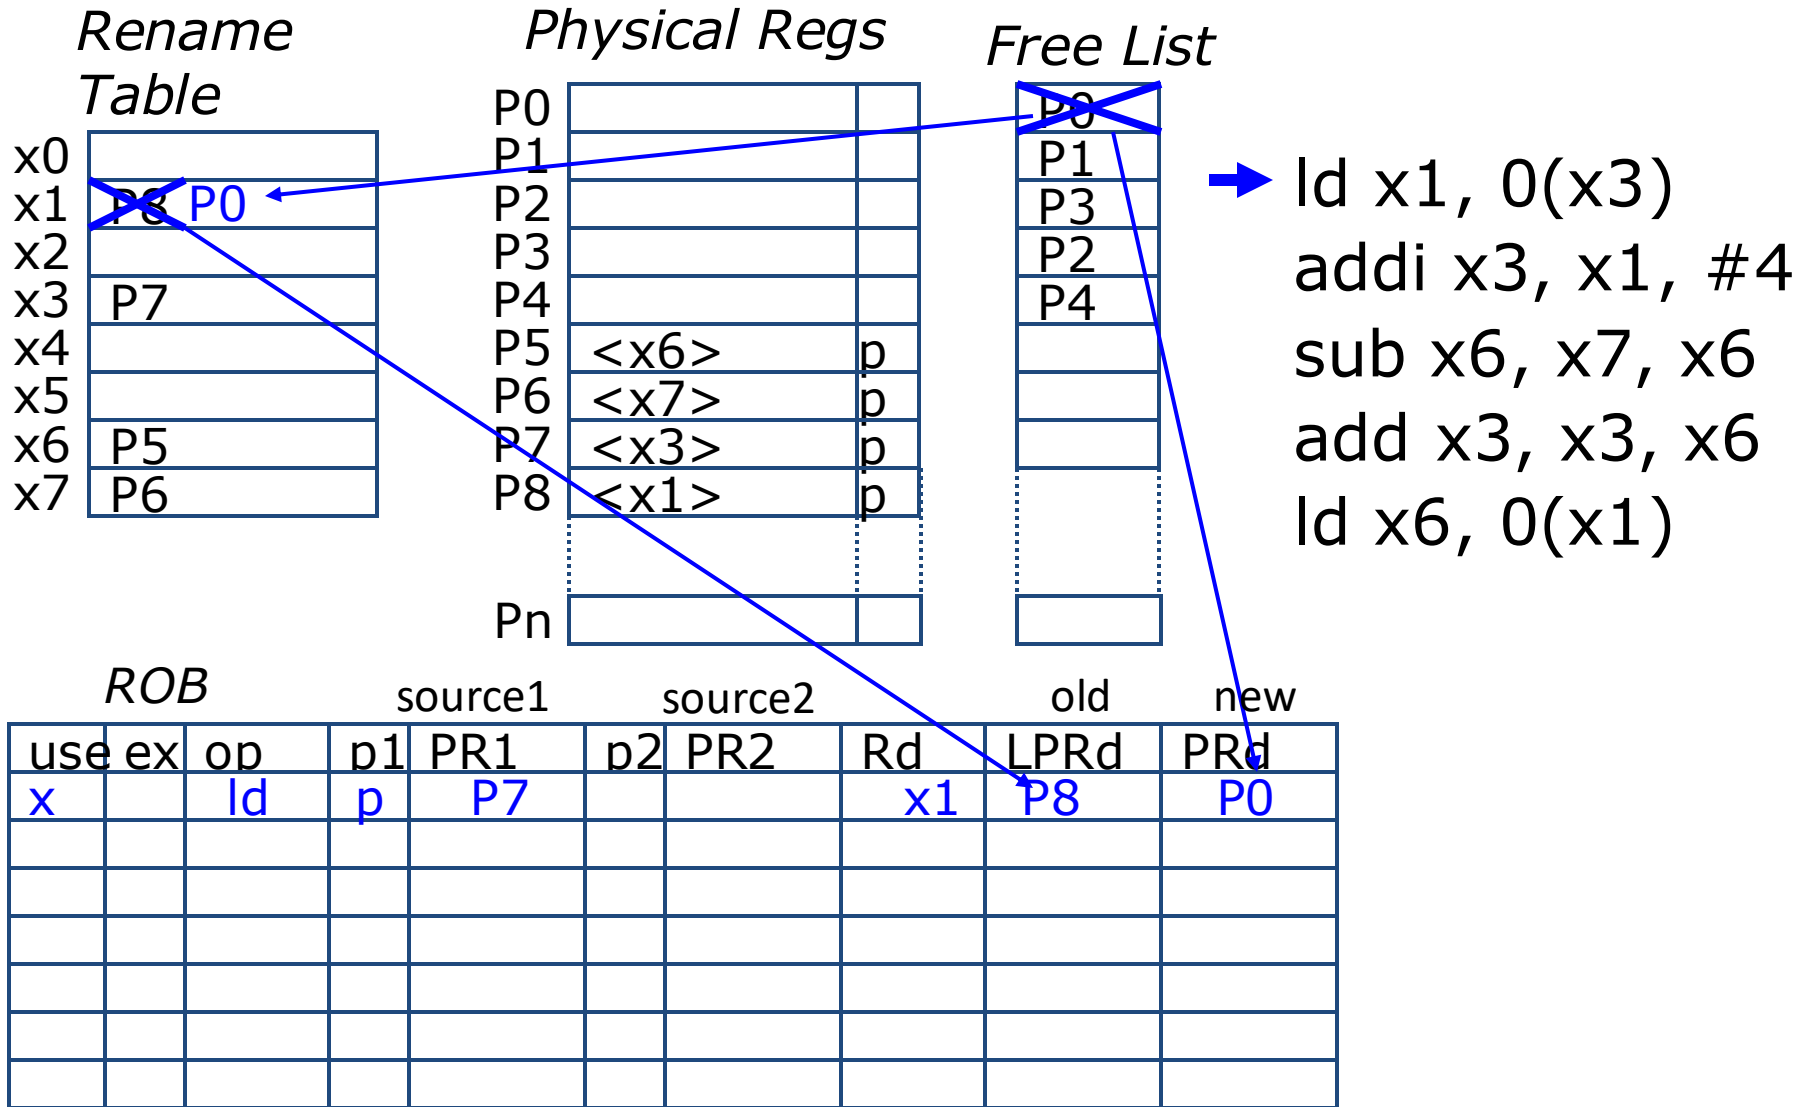 Rename
Table
Physical Regs
Free List
x0
x1 P8 P0
x2
x3 P7
x4
x5
x6 P5
x7 P6
P0
P1
P2
P3
P4
P5 <x6> p
P6 <x7> p
P7 <x3> p
P8 <x1> p
Pn
P0
P1
P3
P2
P4
ld x1, 0(x3)
addi x3, x1, #4
sub x6, x7, x6
add x3, x3, x6
ld x6, 0(x1)
ROB source1 source2 old new
use ex op p1 PR1 p2 PR2 Rd LPRd PRd
x ld p P7 x1 P8 P0